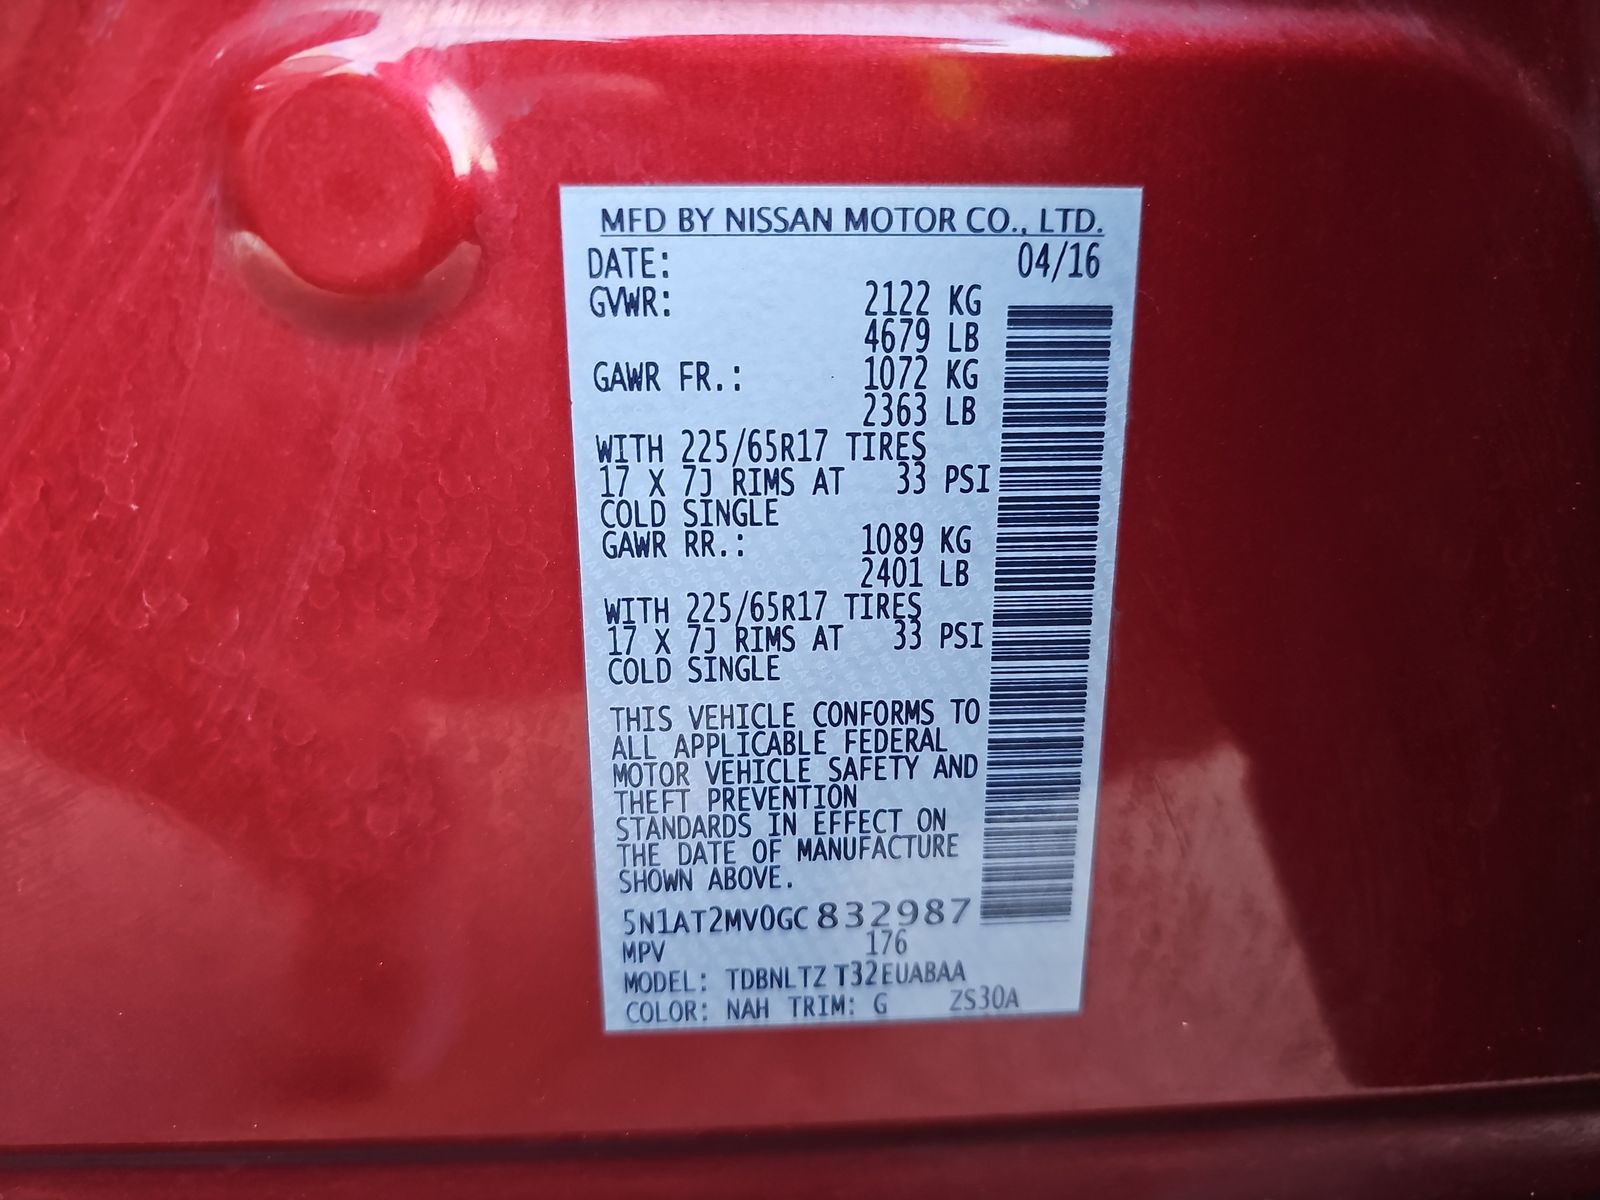 MFD BY NISSAN MOTOR CO., LTD.
DATE: 04/16
GVWR: 2122 KG
4679 LB
GAWR FR.: 1072 KG
2363 LB
WITH 225/65R17 TIRES
17 X 7J RIMS AT 33 PSI
COLD SINGLE
GAWR RR.: 1089 KG
2401 LB
WITH 225/65R17 TIRES
17 X 7J RIMS AT 33 PSI
COLD SINGLE
THIS VEHICLE CONFORMS TO
ALL APPLICABLE FEDERAL
MOTOR VEHICLE SAFETY AND
THEFT PREVENTION
STANDARDS IN EFFECT ON
THE DATE OF MANUFACTURE
SHOWN ABOVE.
5N1AT2MV0GC832987
MPV 176
MODEL: TDBNLTZ T32EUABAA
COLOR: NAH TRIM: G ZS30A